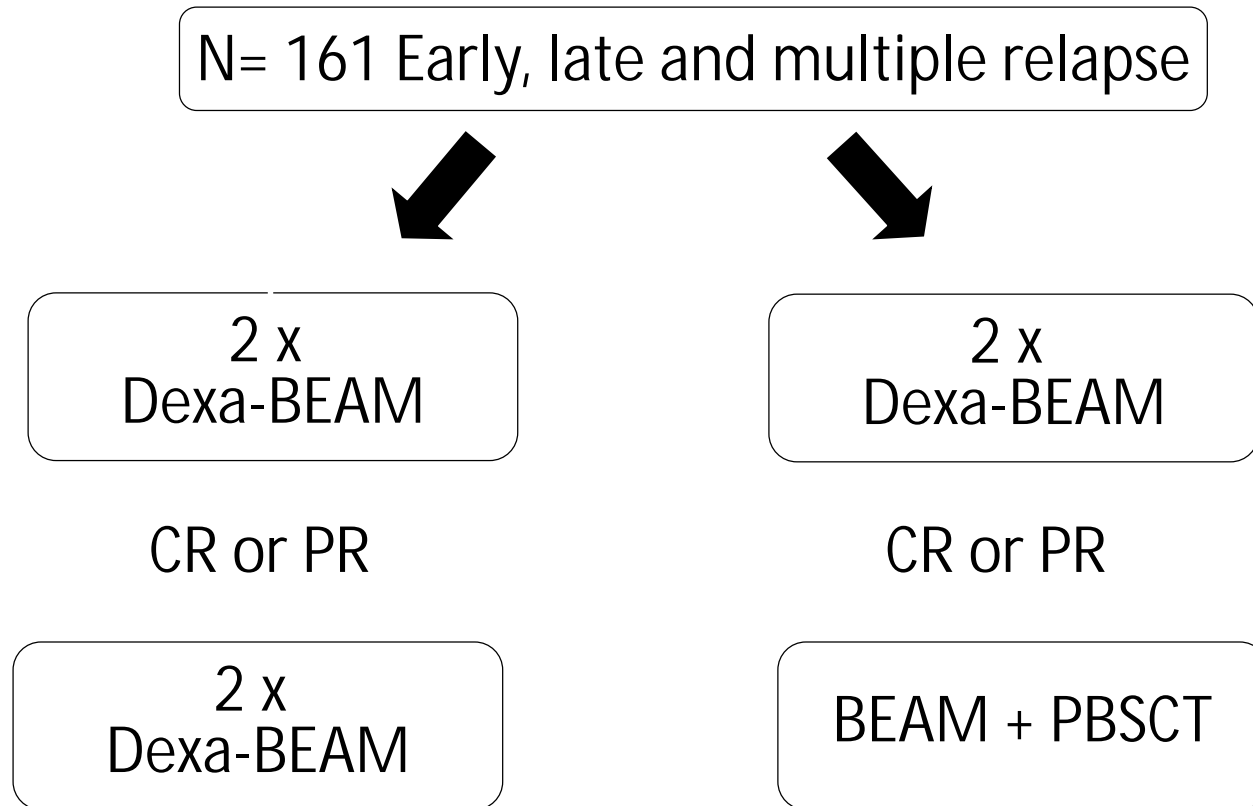 N= 161 Early, late and multiple relapse
2 x
Dexa-BEAM
2 x
Dexa-BEAM
CR or PR
CR or PR
2 x
Dexa-BEAM
BEAM + PBSCT